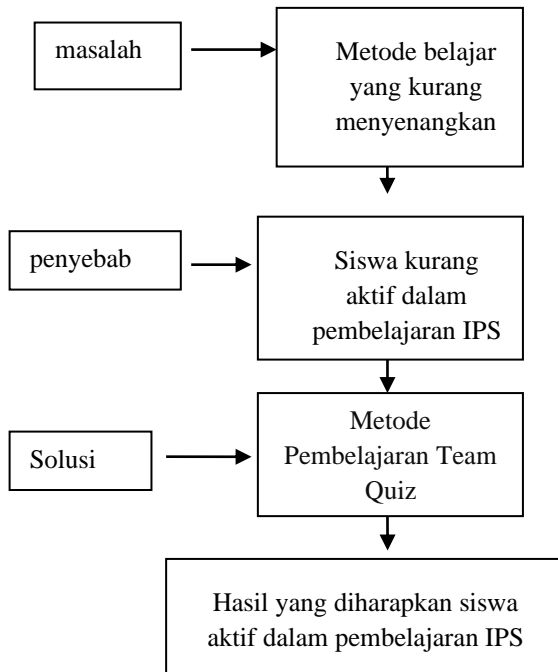 masalah
Metode belajar
yang kurang
menyenangkan
penyebab
Siswa kurang
aktif dalam
pembelajaran IPS
Solusi
Metode
Pembelajaran Team
Quiz
Hasil yang diharapkan siswa
aktif dalam pembelajaran IPS